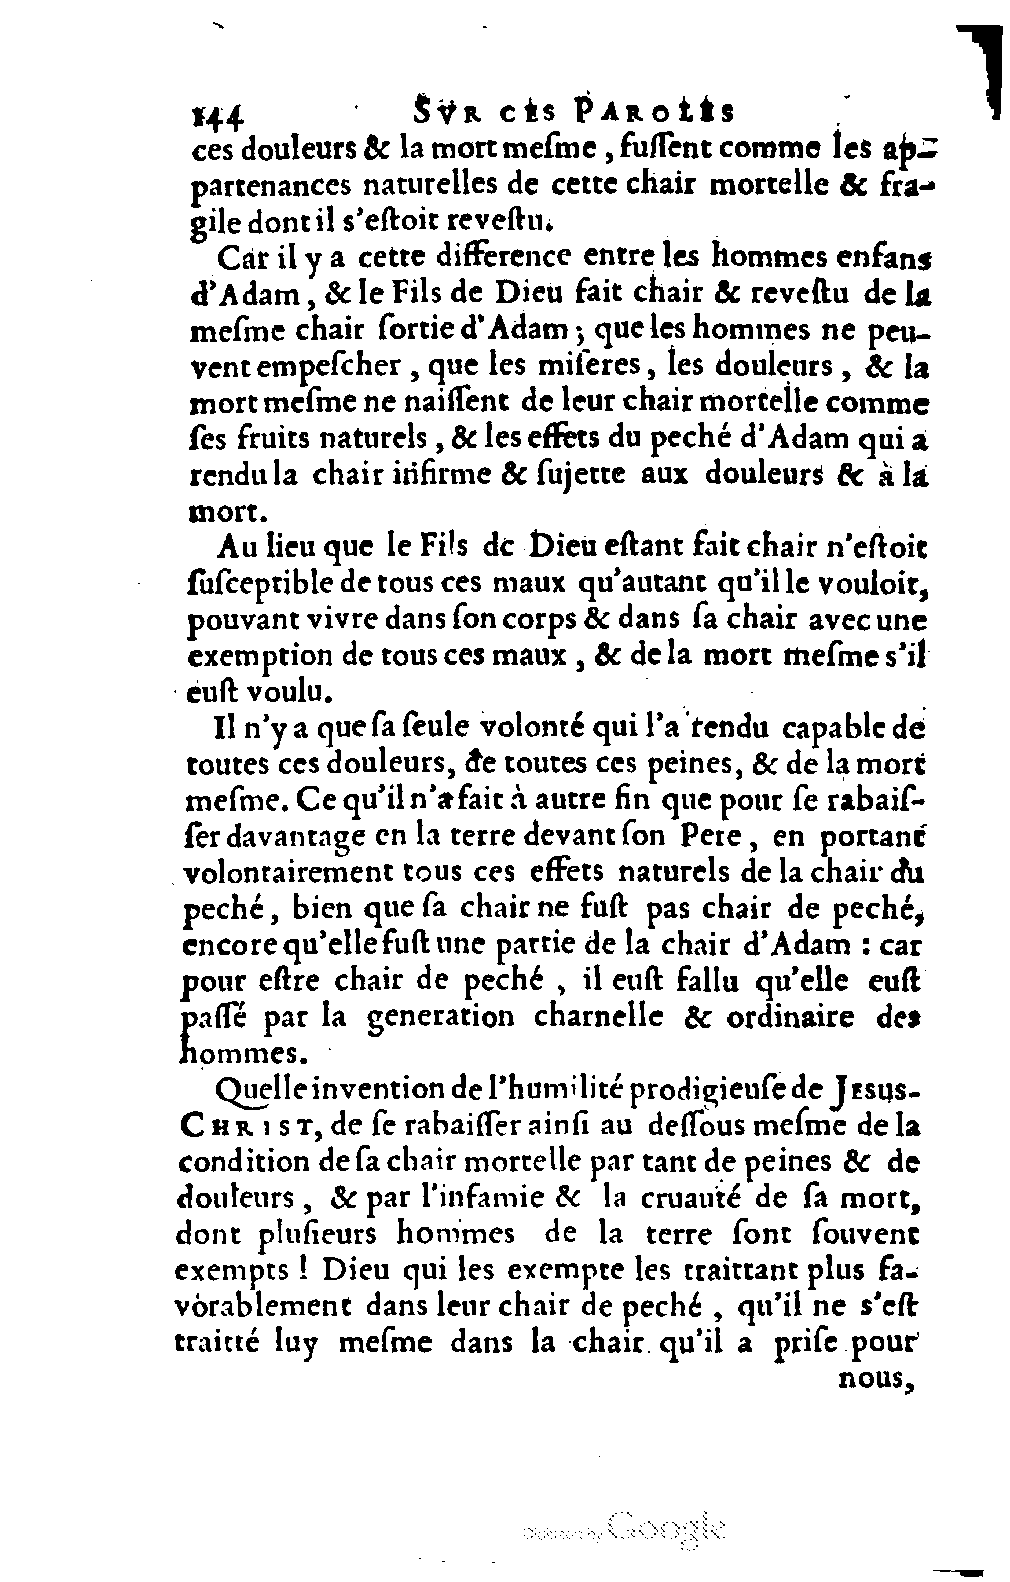 144 SVR CES PAROLES
ces douleurs & la mort meſme, fuſſent comme les ap-
partenances naturelles de cette chair mortelle & fra-
gile dont il s'eſtoit reveſtu.
Car il y a cette difference entre les hommes enfans
d'Adam, & le Fils de Dieu fait chair & reveſtu de la
meſme chair ſortie d'Adam; que les hommes ne peu-
vent empeſcher, que les miſeres, les douleurs, & la
mort meſme ne naiſſent de leur chair mortelle comme
ſes fruits naturels, & les effets du peché d'Adam qui a
rendu la chair infirme & ſujette aux douleurs & à la
mort.
Au lieu que le Fils de Dieu eſtant fait chair n'eſtoit
ſuſceptible de tous ces maux qu'autant qu'il le vouloit,
pouvant vivre dans ſon corps & dans ſa chair avec une
exemption de tous ces maux, & de la mort meſme s'il
euſt voulu.
Il n'y a que ſa ſeule volonté qui l'a rendu capable de
toutes ces douleurs, de toutes ces peines, & de la mort
meſme. Ce qu'il n'a fait à autre fin que pour ſe rabaiſ-
ſer davantage en la terre devant ſon Pere, en portant
volontairement tous ces effets naturels de la chair du
peché, bien que ſa chair ne fuſt pas chair de peché,
encore qu'elle fuſt une partie de la chair d'Adam : car
pour eſtre chair de peché, il euſt fallu qu'elle euſt
paſſé par la generation charnelle & ordinaire des
hommes.
Quelle invention de l'humilité prodigieuſe de JESUS-
CHRIST, de ſe rabaiſſer ainſi au deſſous meſme de la
condition de ſa chair mortelle par tant de peines & de
douleurs, & par l'infamie & la cruauté de ſa mort,
dont pluſieurs hommes de la terre ſont ſouvent
exempts ! Dieu qui les exempte les traittant plus fa-
vorablement dans leur chair de peché, qu'il ne s'eſt
traitté luy meſme dans la chair qu'il a priſe pour
nous,
Digitized by Google